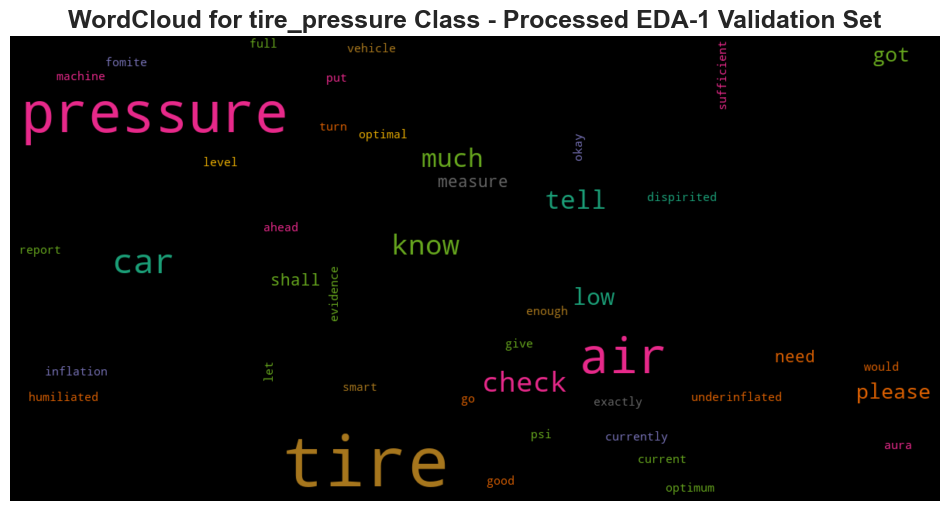 WordCloud for tire_pressure Class - Processed EDA-1 Validation Set
full
vehicle
got
fomite
machine
put
sufficient
pressure
turn
optimal
okay
level
much
measure
tell
dispirited
ahead
know
report
car
shall
evidence
low
enough
give
air
need
inflation
let
check
would
smart
please
humiliated
go
exactly
underinflated
psi
currently
aura
tire
current
good
optimum